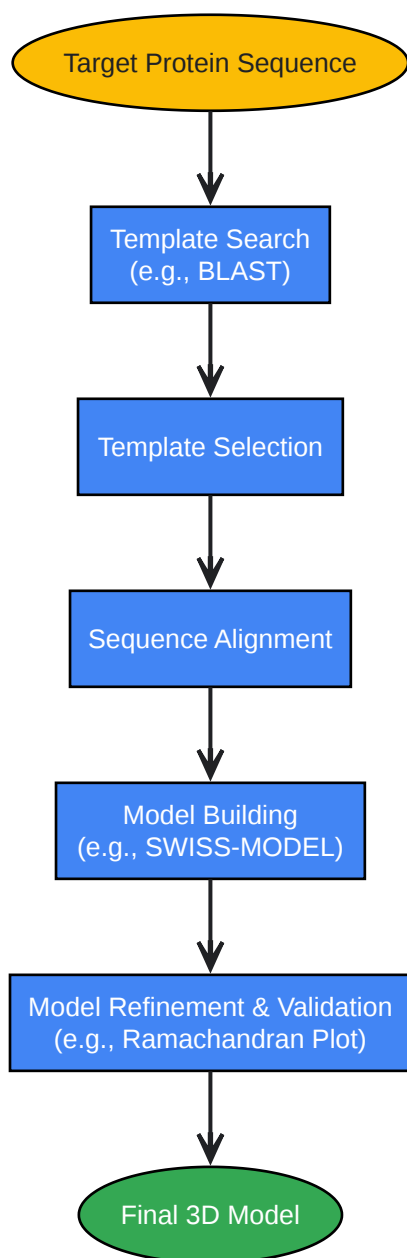 Target Protein Sequence
Template Search
(e.g., BLAST)
Template Selection
Sequence Alignment
Model Building
(e.g., SWISS-MODEL)
Model Refinement & Validation
(e.g., Ramachandran Plot)
Final 3D Model